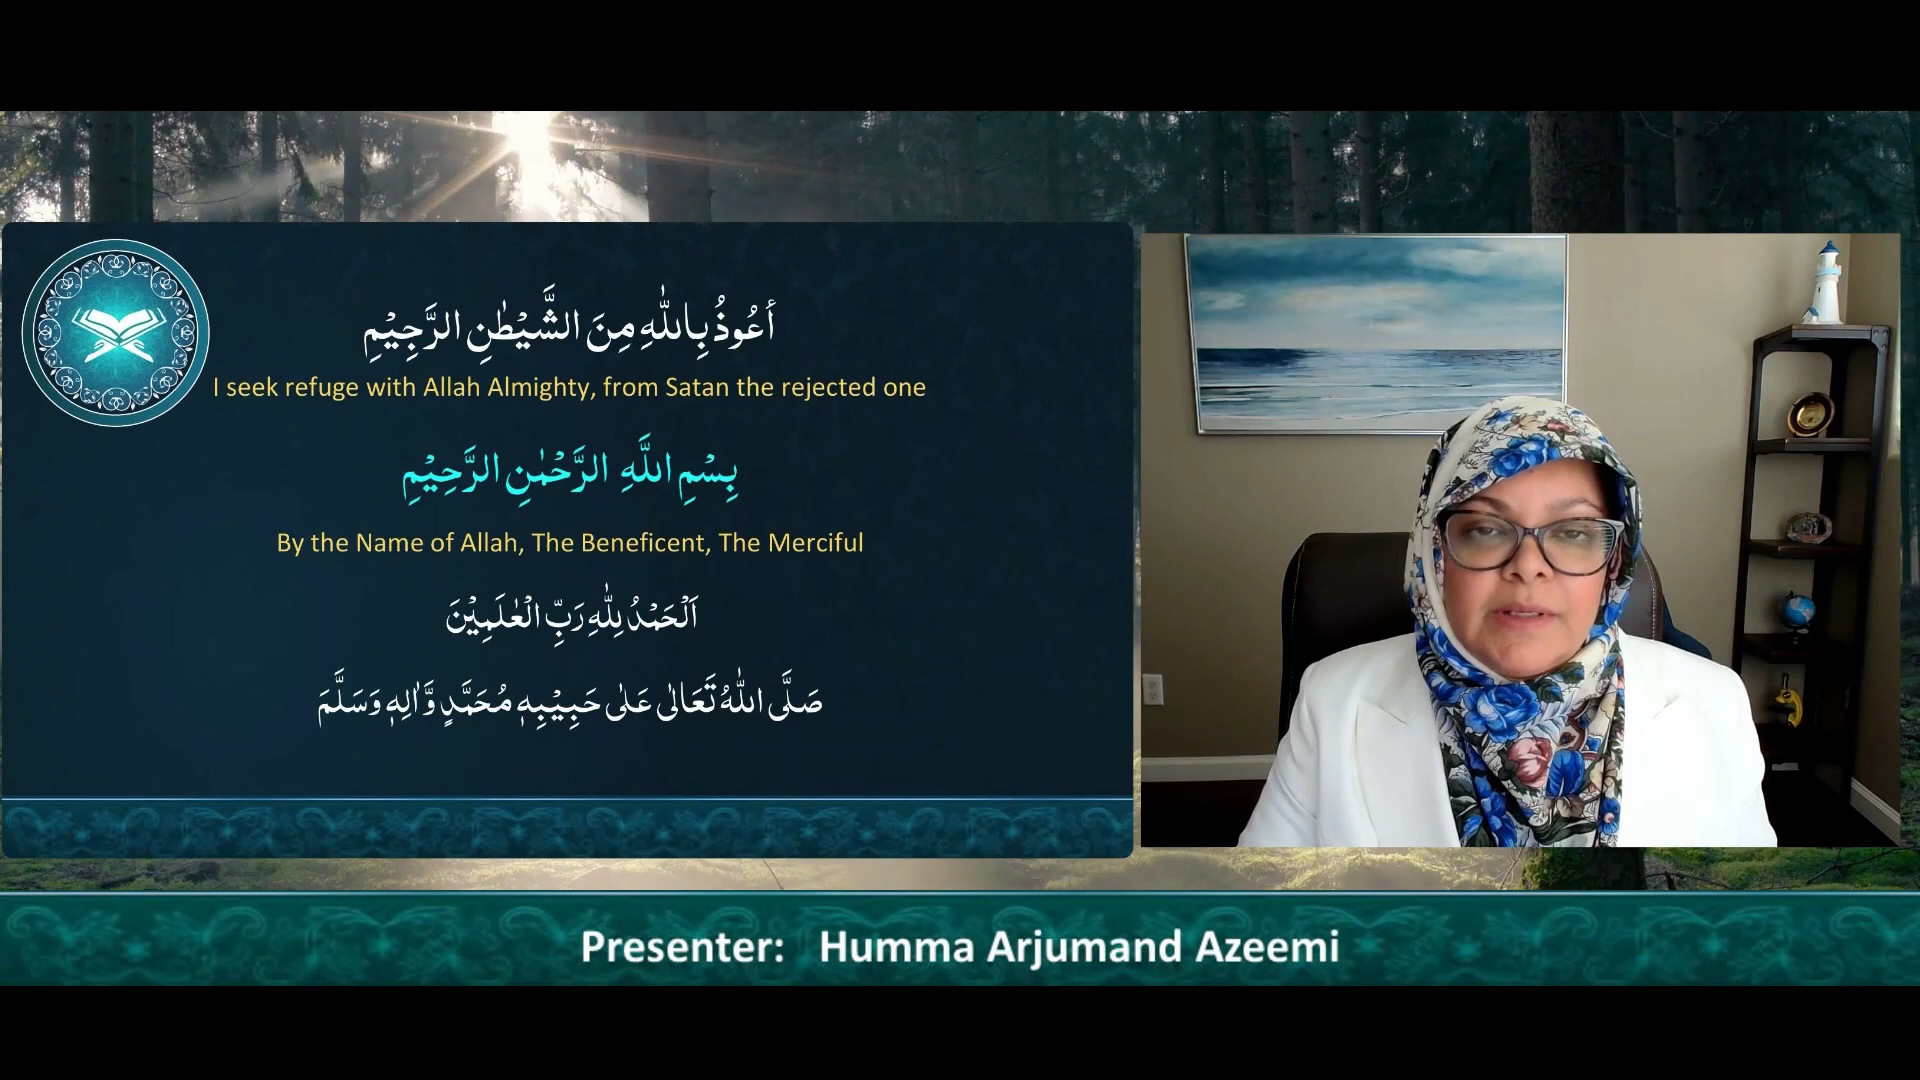 أَعُوذُ بِاللّٰهِ مِنَ الشَّيْطٰنِ الرَّجِيْمِ
I seek refuge with Allah Almighty, from Satan the rejected one
بِسْمِ اللَّهِ الرَّحْمٰنِ الرَّحِيْمِ
By the Name of Allah, The Beneficent, The Merciful
اَلْحَمْدُ لِلّٰهِ رَبِّ الْعٰلَمِيْنَ
صَلَّى اللّٰهُ تَعَالٰى عَلٰى حَبِيْبِهٖ مُحَمَّدٍ وَّاٰلِهٖ وَسَلَّمَ
Presenter: Humma Arjumand Azeemi